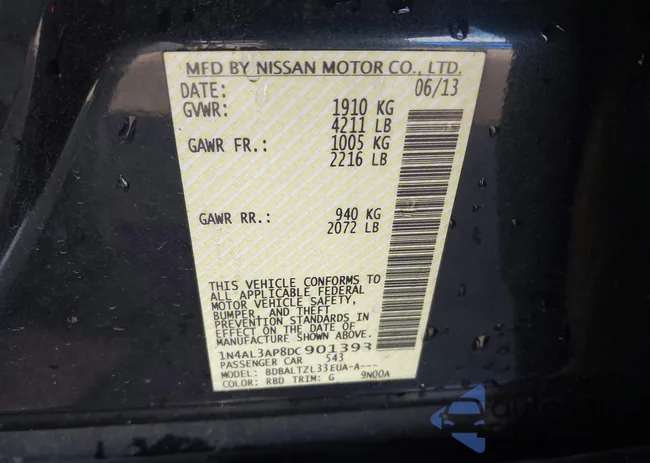 MFD BY NISSAN MOTOR CO., LTD.
DATE: 06/13
GVWR: 1910 KG
4211 LB
GAWR FR.: 1005 KG
2216 LB
GAWR RR.: 940 KG
2072 LB
THIS VEHICLE CONFORMS TO
ALL APPLICABLE FEDERAL
MOTOR VEHICLE SAFETY,
BUMPER, AND THEFT
PREVENTION STANDARDS IN
EFFECT ON THE DATE OF
MANUFACTURE SHOWN ABOVE.
1N4AL3AP8DC901393
PASSENGER CAR 543
MODEL: BDBALTZL33EUA-A---
COLOR: RBD TRIM: G 9N00A